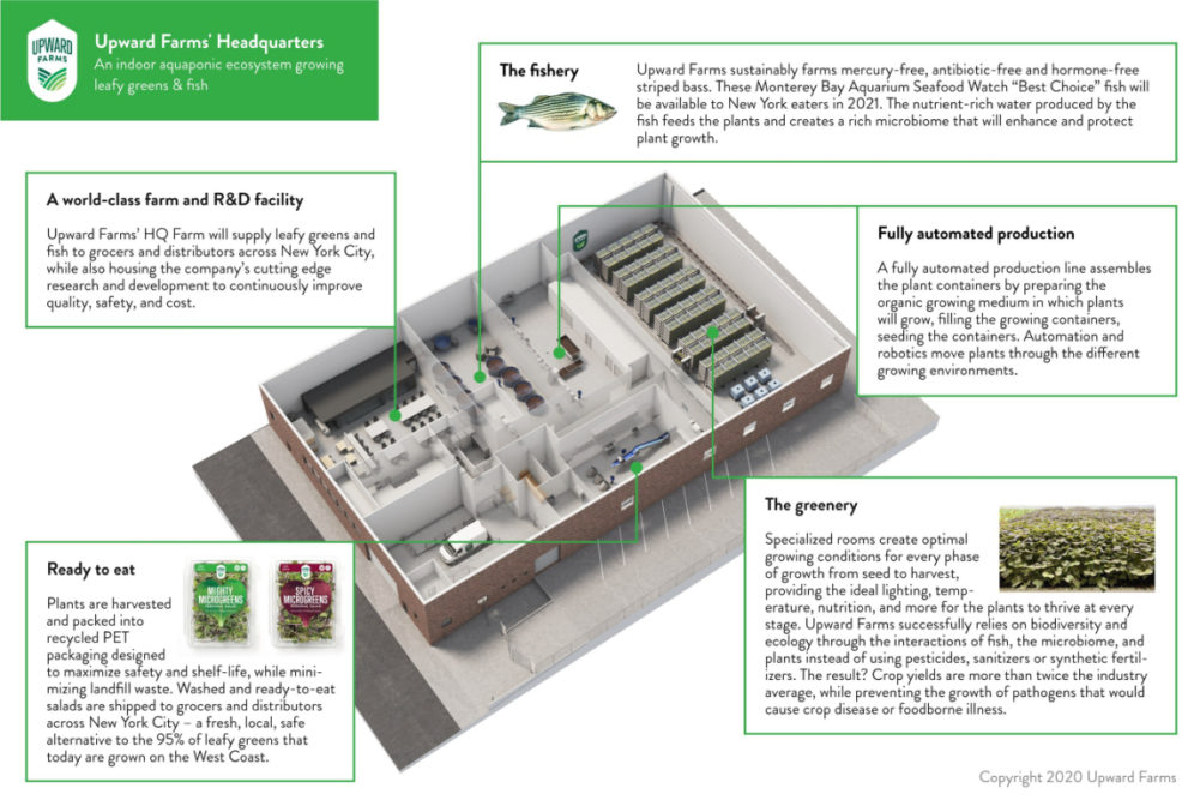 UPWARD
FARMS
Upward Farms' Headquarters
An indoor aquaponic ecosystem growing
leafy greens & fish
The fishery
Upward Farms sustainably farms mercury-free, antibiotic-free and hormone-free
striped bass. These Monterey Bay Aquarium Seafood Watch “Best Choice” fish will
be available to New York eaters in 2021. The nutrient-rich water produced by the
fish feeds the plants and creates a rich microbiome that will enhance and protect
plant growth.
A world-class farm and R&D facility
Upward Farms’ HQ Farm will supply leafy greens and
fish to grocers and distributors across New York City,
while also housing the company’s cutting edge
research and development to continuously improve
quality, safety, and cost.
Fully automated production
A fully automated production line assembles
the plant containers by preparing the
organic growing medium in which plants
will grow, filling the growing containers,
seeding the containers. Automation and
robotics move plants through the different
growing environments.
The greenery
Specialized rooms create optimal
growing conditions for every phase
of growth from seed to harvest,
providing the ideal lighting, temp-
erature, nutrition, and more for the plants to thrive at every
stage. Upward Farms successfully relies on biodiversity and
ecology through the interactions of fish, the microbiome, and
plants instead of using pesticides, sanitizers or synthetic fertil-
izers. The result? Crop yields are more than twice the industry
average, while preventing the growth of pathogens that would
cause crop disease or foodborne illness.
Ready to eat
MIGHTY
MICROGREENS
SPICY
MICROGREENS
Plants are harvested
and packed into
recycled PET
packaging designed
to maximize safety and shelf-life, while mini-
mizing landfill waste. Washed and ready-to-eat
salads are shipped to grocers and distributors
across New York City – a fresh, local, safe
alternative to the 95% of leafy greens that
today are grown on the West Coast.
Copyright 2020 Upward Farms